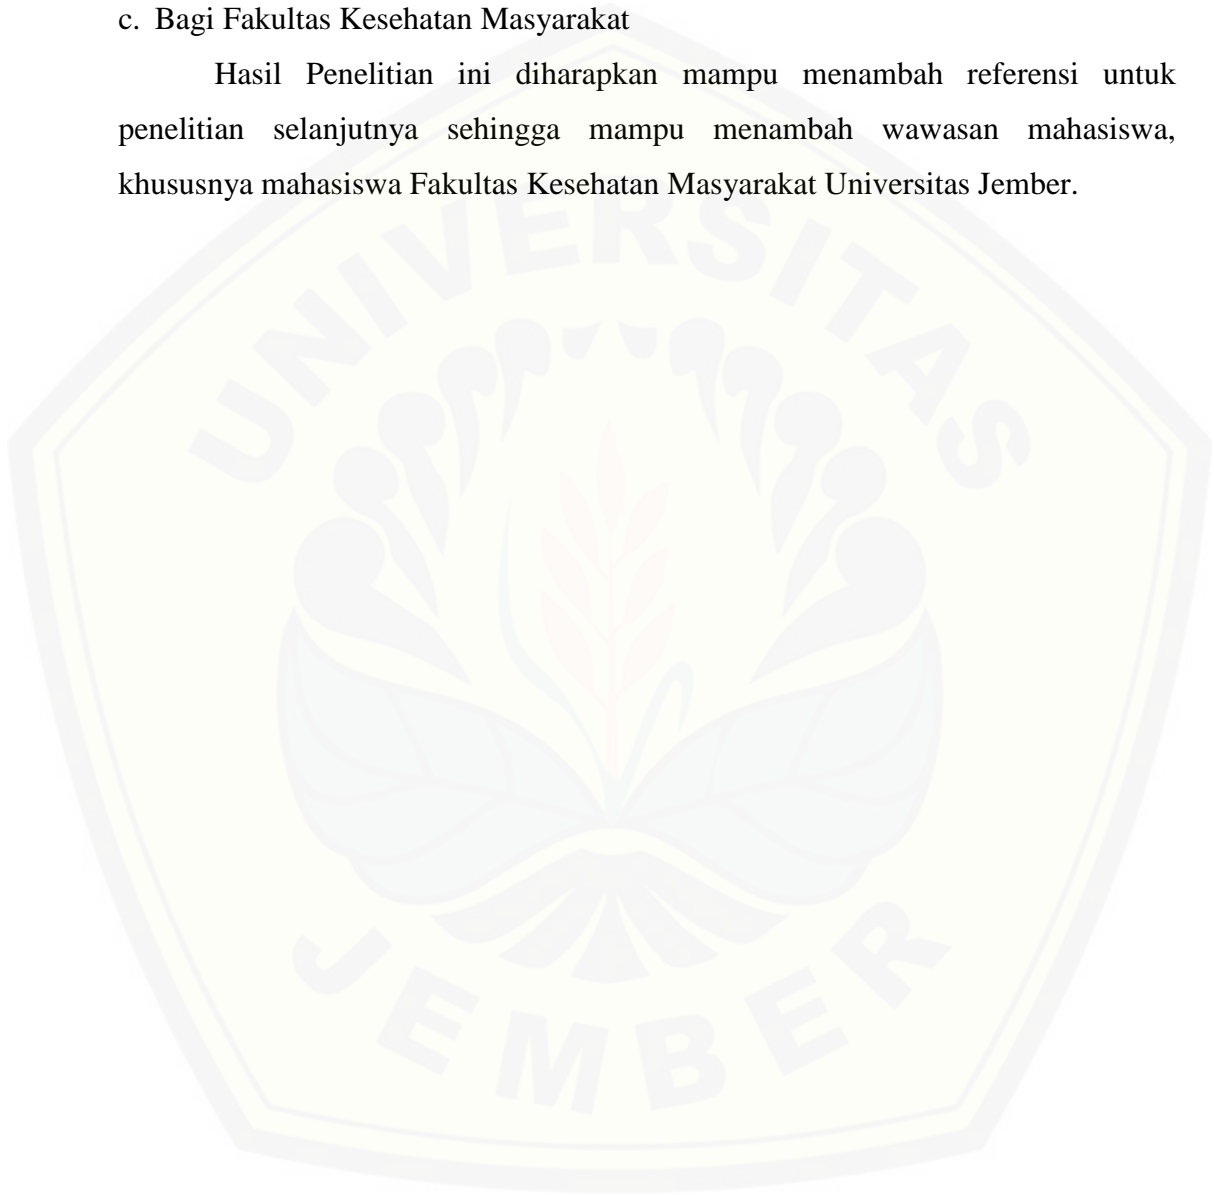 c. Bagi Fakultas Kesehatan Masyarakat
Hasil Penelitian ini diharapkan mampu menambah referensi untuk
penelitian selanjutnya sehingga mampu menambah wawasan mahasiswa,
khususnya mahasiswa Fakultas Kesehatan Masyarakat Universitas Jember.
UNIVERSITAS
JEMBER